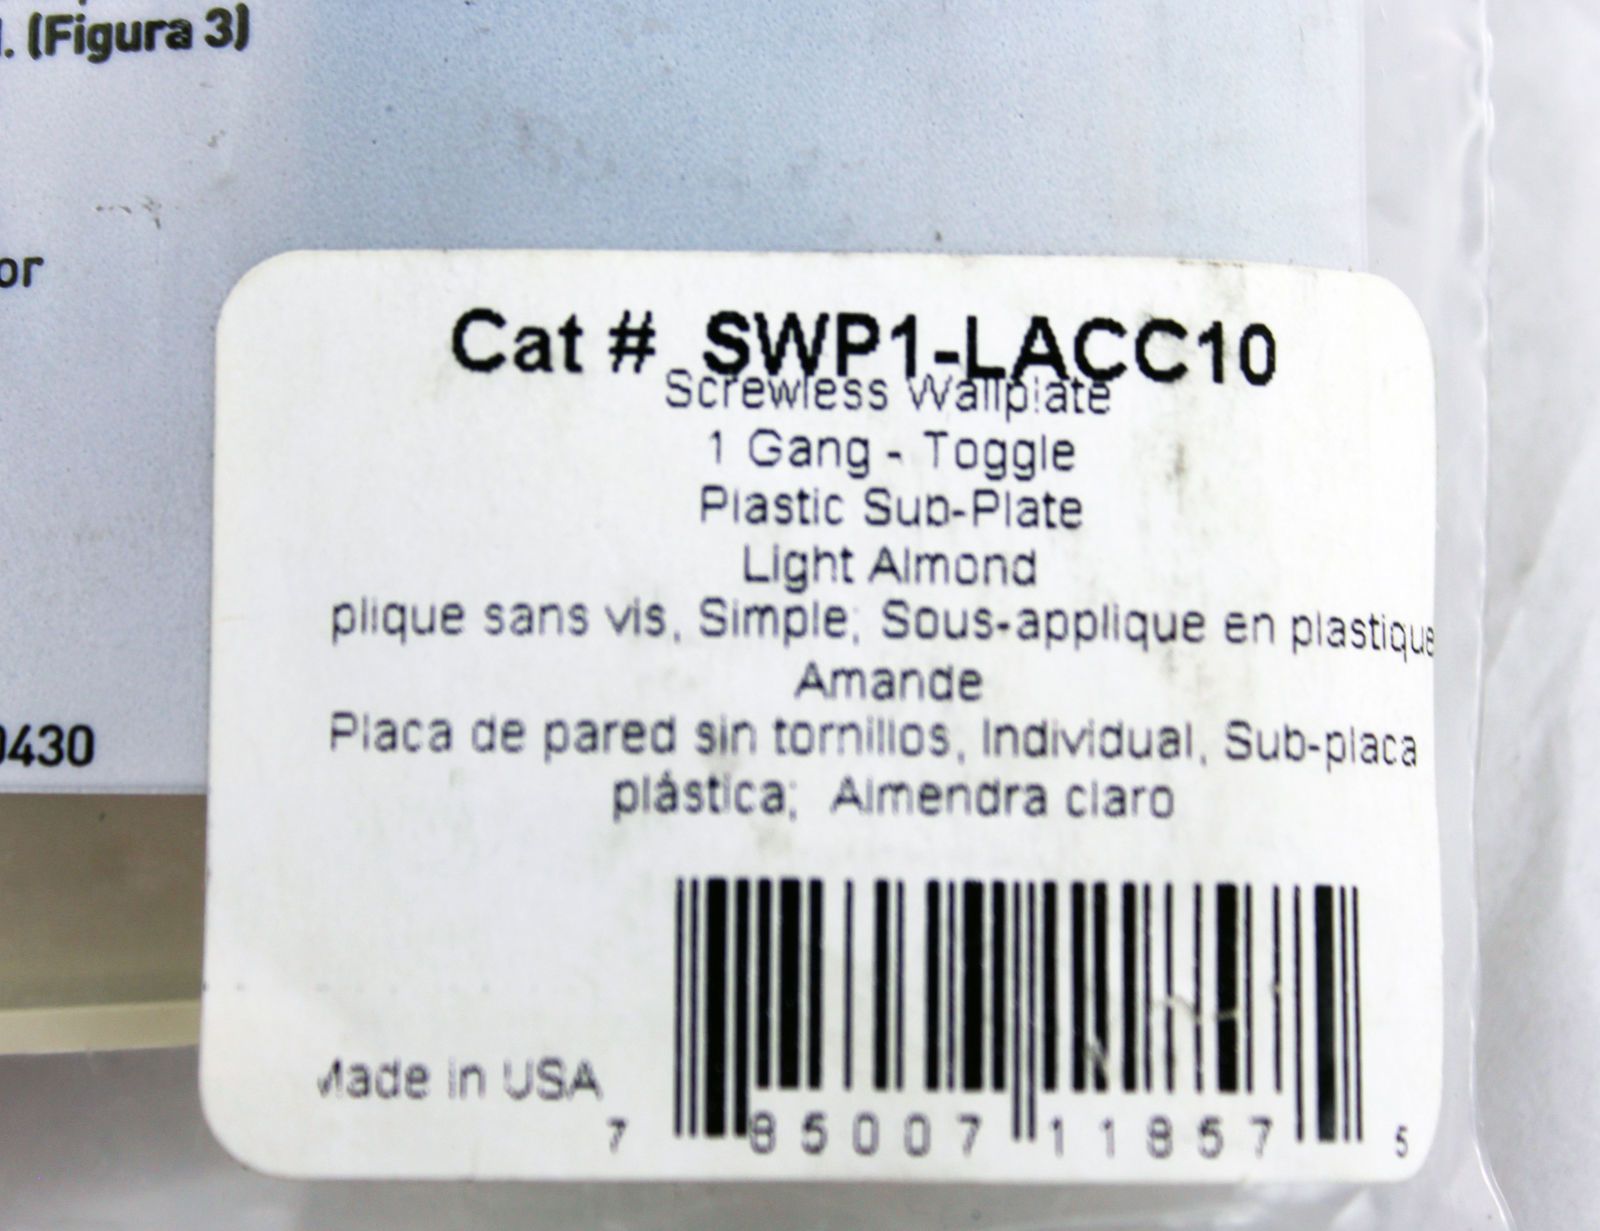 . (Figura 3)
or
0430
Cat # SWP1-LACC10
Screwless Wallplate
1 Gang - Toggle
Plastic Sub-Plate
Light Almond
plique sans vis, Simple; Sous-applique en plastique
Amande
Placa de pared sin tornillos, Individual, Sub-placa
plástica; Almendra claro
Made in USA
7 85007 11857 5